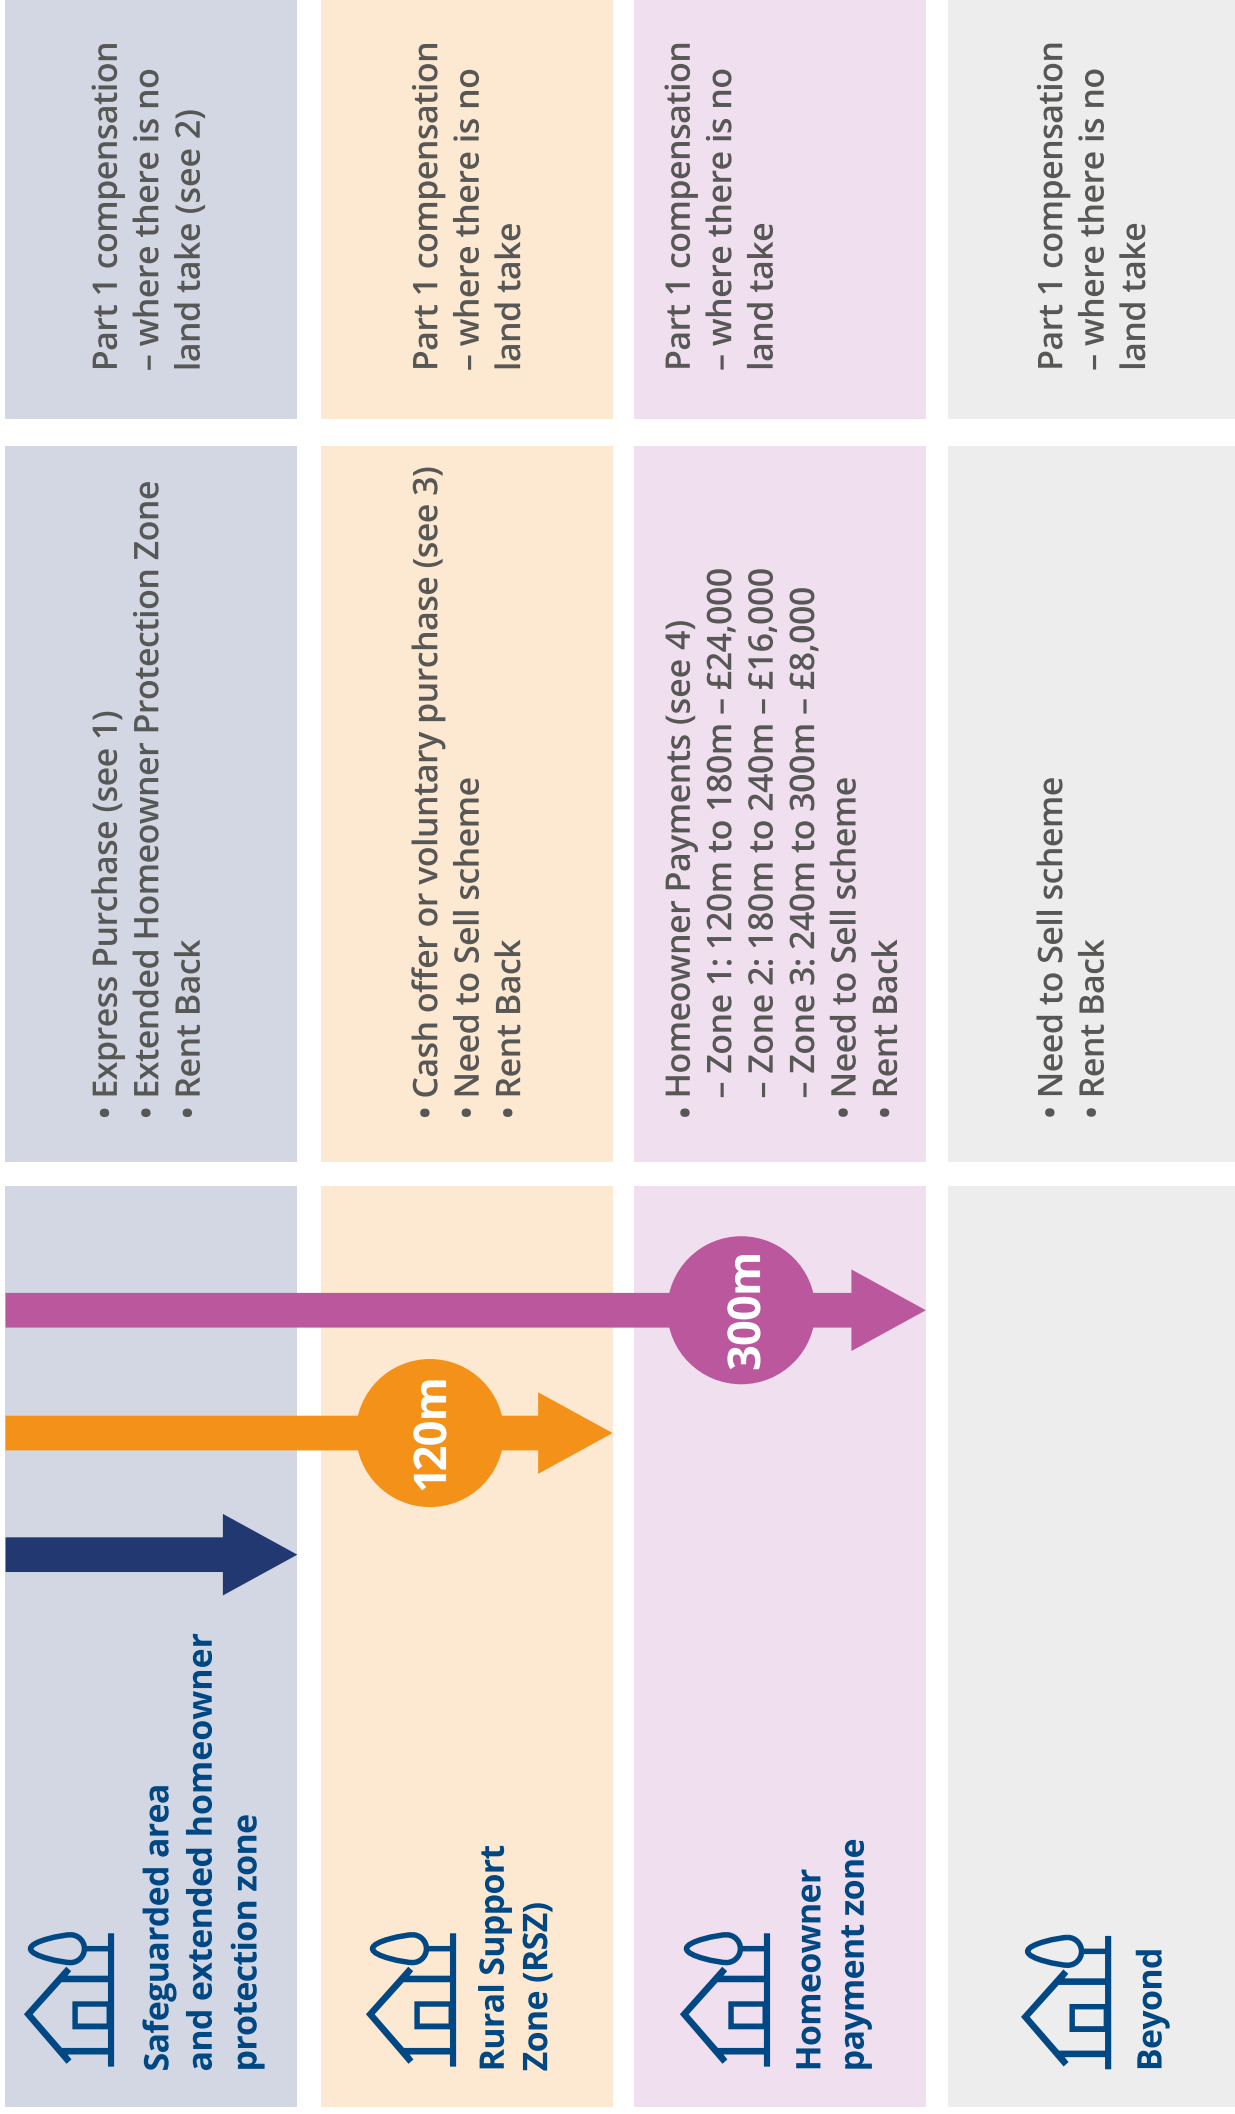 Safeguarded area
and extended homeowner
protection zone
• Express Purchase (see 1)
• Extended Homeowner Protection Zone
• Rent Back
Part 1 compensation
– where there is no
land take (see 2)
Rural Support
Zone (RSZ)
120m
• Cash offer or voluntary purchase (see 3)
• Need to Sell scheme
• Rent Back
Part 1 compensation
– where there is no
land take
Homeowner
payment zone
300m
• Homeowner Payments (see 4)
– Zone 1: 120m to 180m – £24,000
– Zone 2: 180m to 240m – £16,000
– Zone 3: 240m to 300m – £8,000
• Need to Sell scheme
• Rent Back
Part 1 compensation
– where there is no
land take
Beyond
• Need to Sell scheme
• Rent Back
Part 1 compensation
– where there is no
land take